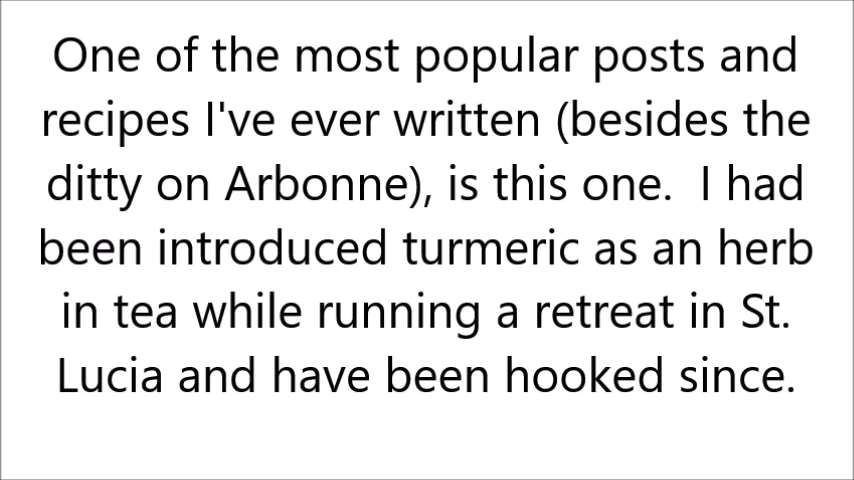 One of the most popular posts and
recipes I've ever written (besides the
ditty on Arbonne), is this one.  I had
been introduced turmeric as an herb
in tea while running a retreat in St.
Lucia and have been hooked since.